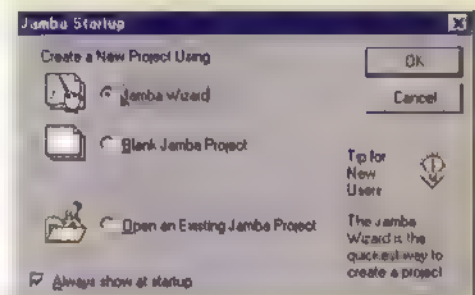 Jamba Startup
Create a New Project Using
Jamba Wizard
Blank Jamba Project
Open an Existing Jamba Project
Always show at startup
OK
Cancel
Tip for
New
Users
The Jamba
Wizard is the
quickest way to
create a project